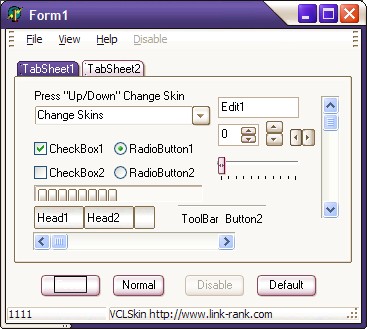 Form1
File View Help Disable
TabSheet1 TabSheet2
Press "Up/Down" Change Skin
Change Skins
Edit1
0
CheckBox1 RadioButton1
CheckBox2 RadioButton2
Head1 Head2 ToolBar Button2
Normal Disable Default
1111 VCLSkin http://www.link-rank.com